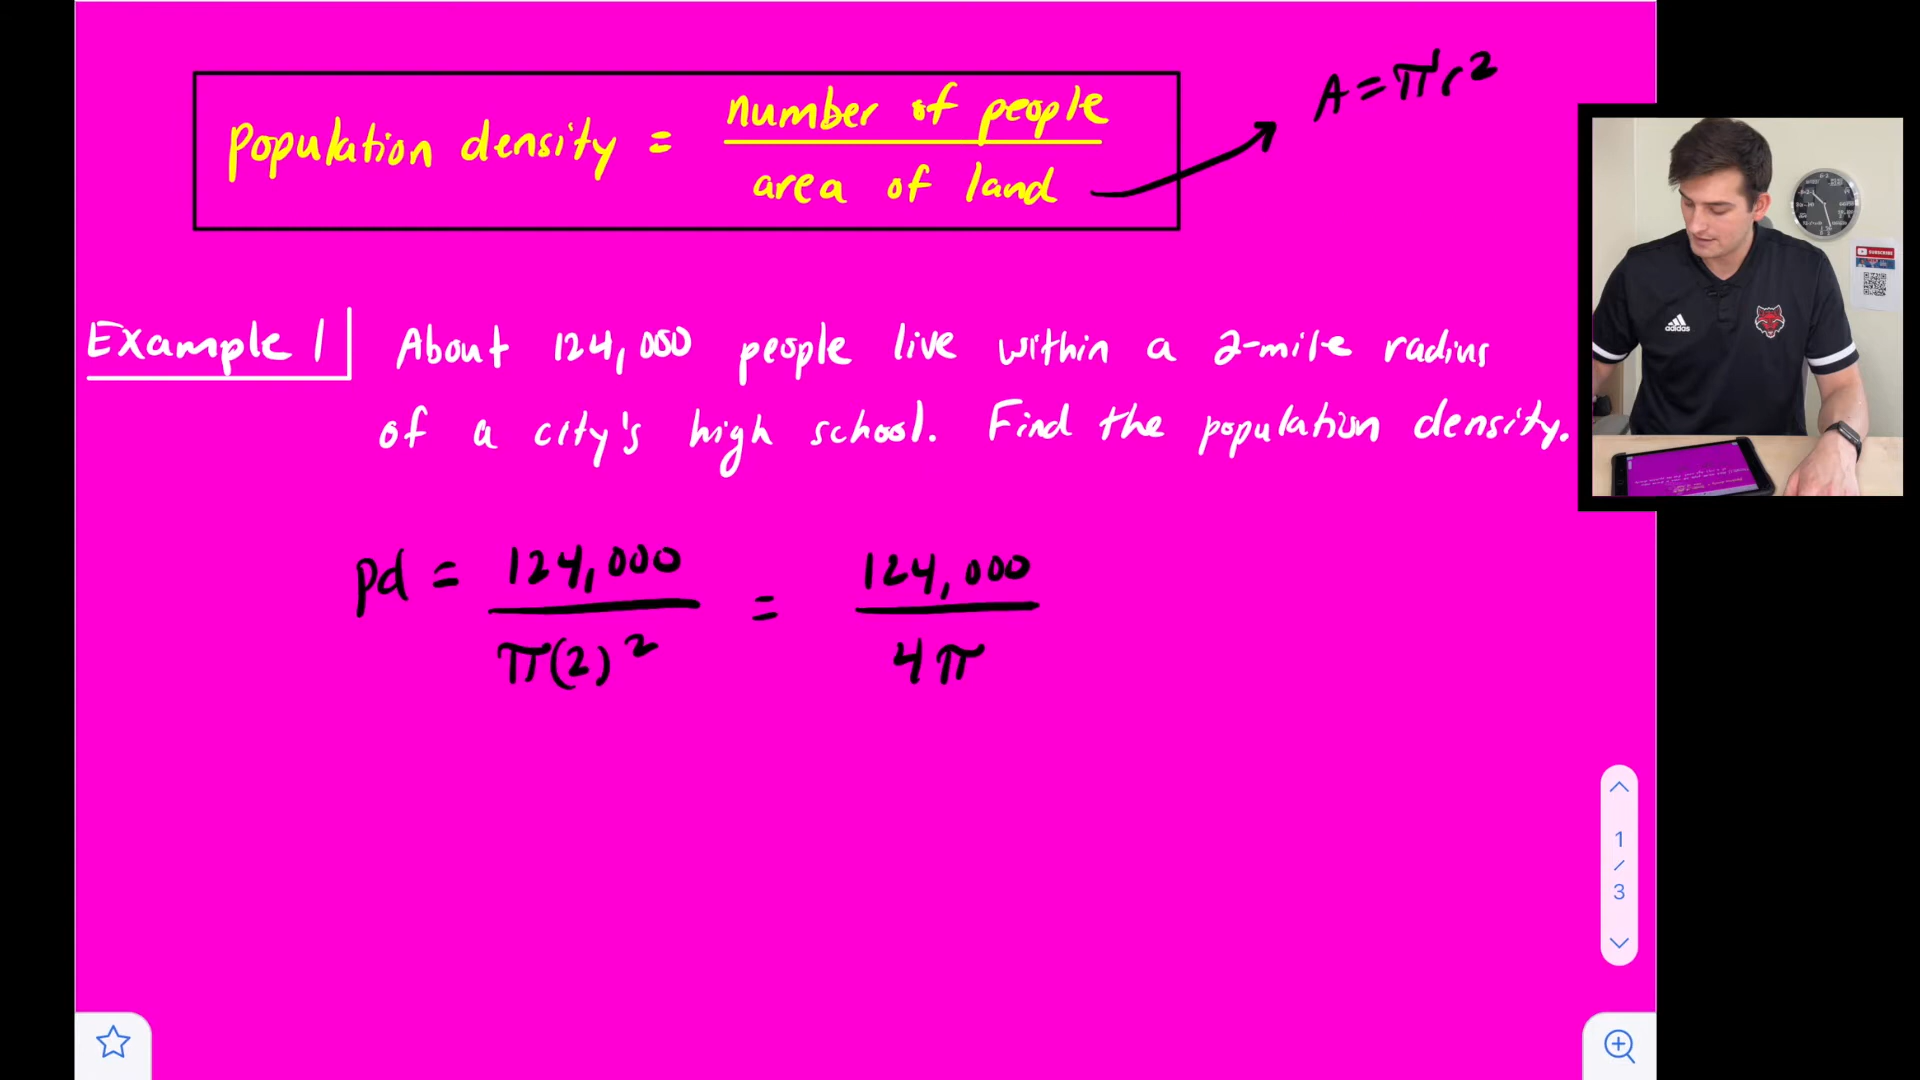 A = πr²
population density = number of people
area of land
Example 1 About 124,000 people live within a 2-mile radius
of a city's high school. Find the population density.
pd = 124,000 = 124,000
π(2)² 4π
adidas
SUBSCRIBE
1
/
3